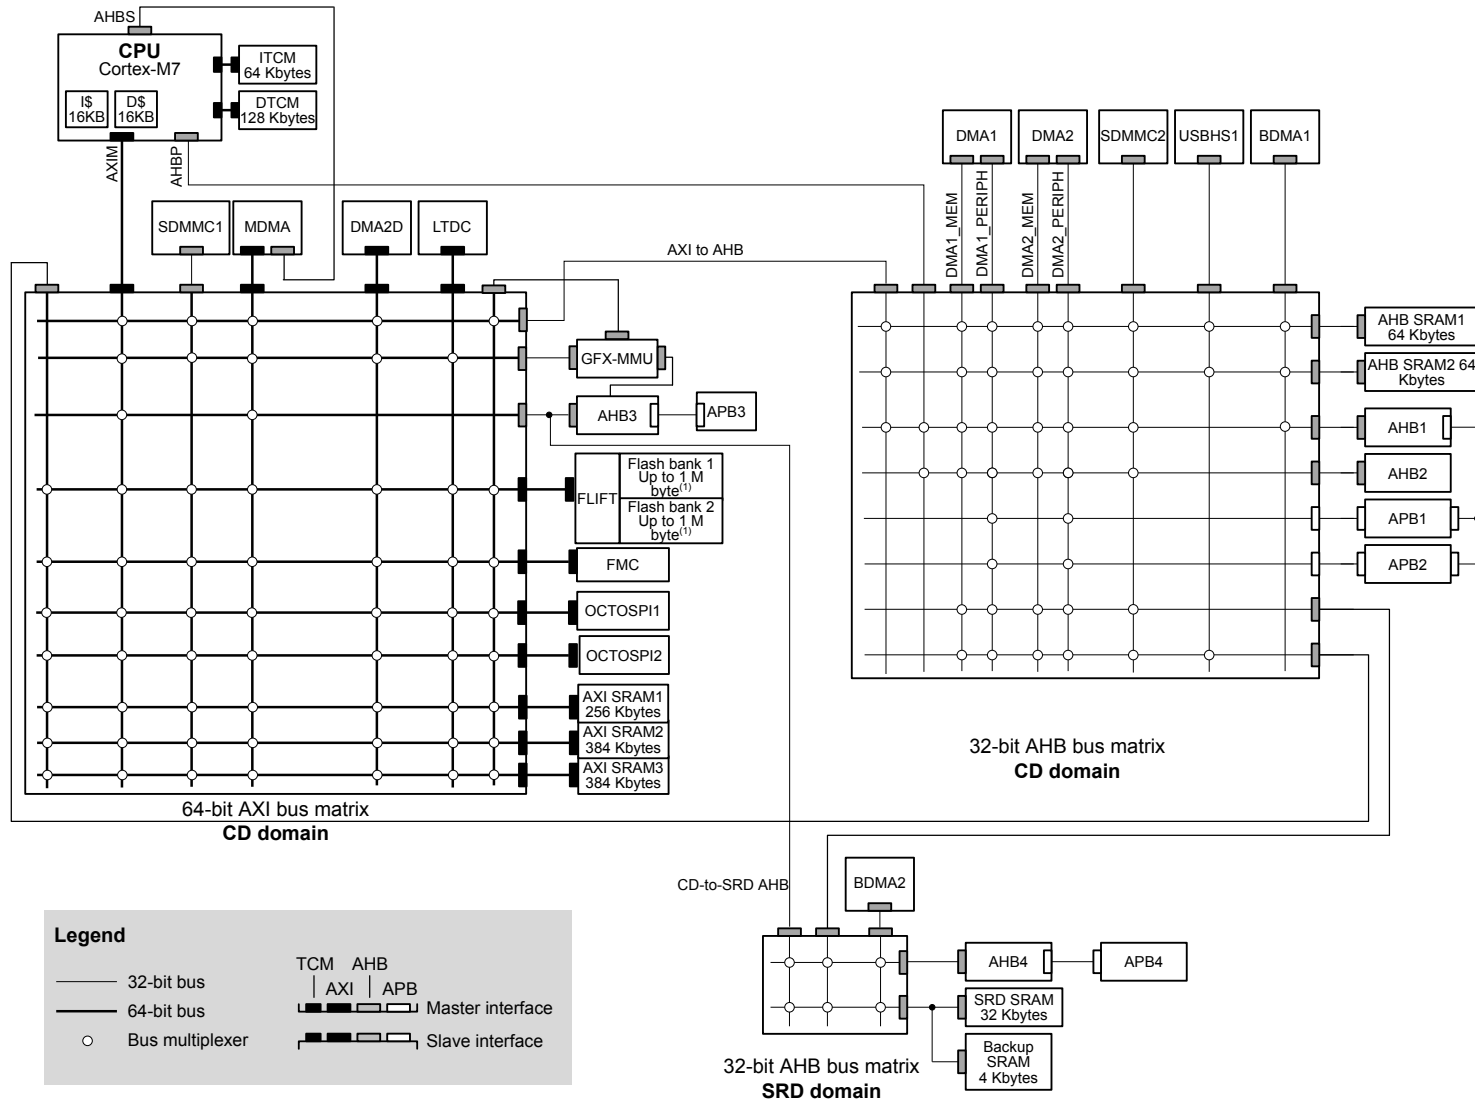 AHBS
CPU
Cortex-M7
I$
16KB
D$
16KB
ITCM
64 Kbytes
DTCM
128 Kbytes
AXIM
AHBP
SDMMC1
MDMA
DMA2D
LTDC
AXI to AHB
DMA1
DMA2
SDMMC2
USBHS1
BDMA1
DMA1_MEM
DMA1_PERIPH
DMA2_MEM
DMA2_PERIPH
GFX-MMU
AHB3
APB3
FLIFT
Flash bank 1
Up to 1 M
byte(1)
Flash bank 2
Up to 1 M
byte(1)
FMC
OCTOSPI1
OCTOSPI2
AXI SRAM1
256 Kbytes
AXI SRAM2
384 Kbytes
AXI SRAM3
384 Kbytes
64-bit AXI bus matrix
CD domain
AHB SRAM1
64 Kbytes
AHB SRAM2 64
Kbytes
AHB1
AHB2
APB1
APB2
32-bit AHB bus matrix
CD domain
CD-to-SRD AHB
BDMA2
AHB4
APB4
SRD SRAM
32 Kbytes
Backup
SRAM
4 Kbytes
32-bit AHB bus matrix
SRD domain
Legend
32-bit bus
64-bit bus
Bus multiplexer
TCM
AHB
AXI
APB
Master interface
Slave interface